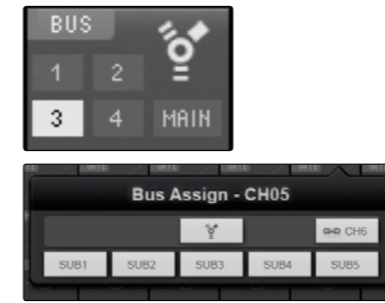 BUS
1 2
3 4 MAIN
Bus Assign - CH05
CH6
SUB1 SUB2 SUB3 SUB4 SUB5